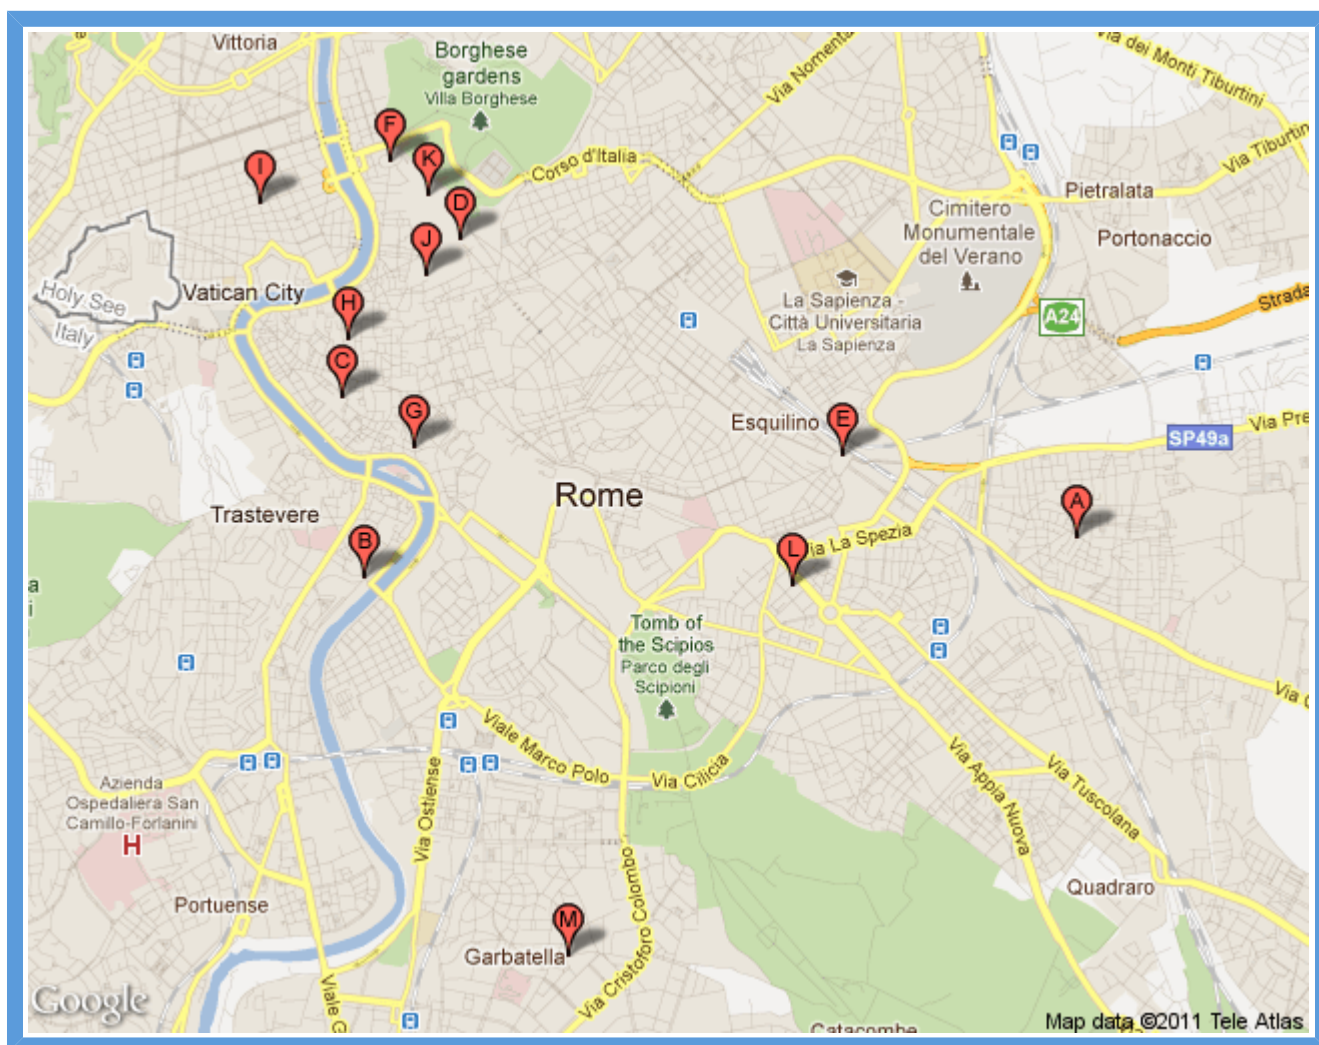 Vittoria
Borghese
gardens
Villa Borghese
Via Nomenta
Via dei Monti Tiburtini
Via Tiburtin
F
K
I
D
J
Corso d'Italia
Pietralata
Cimitero
Monumentale
del Verano
Portonaccio
Holy See
Italy
Vatican City
H
La Sapienza -
Città Universitaria
La Sapienza
A24
Strada
C
G
Esquilino
E
SP49a
Via Pre
Rome
A
Trastevere
B
L
ia La Spezia
a
i
Tomb of
the Scipios
Parco degli
Scipioni
Viale Marco Polo
Via Cilicia
Via Appia Nuova
Via Tuscolana
Azienda
Ospedaliera San
Camillo-Forlanini
H
Via Ostiense
Portuense
Quadraro
M
Garbatella
Via Cristoforo Colombo
Viale G
Google
Catacombe
Map data ©2011 Tele Atlas